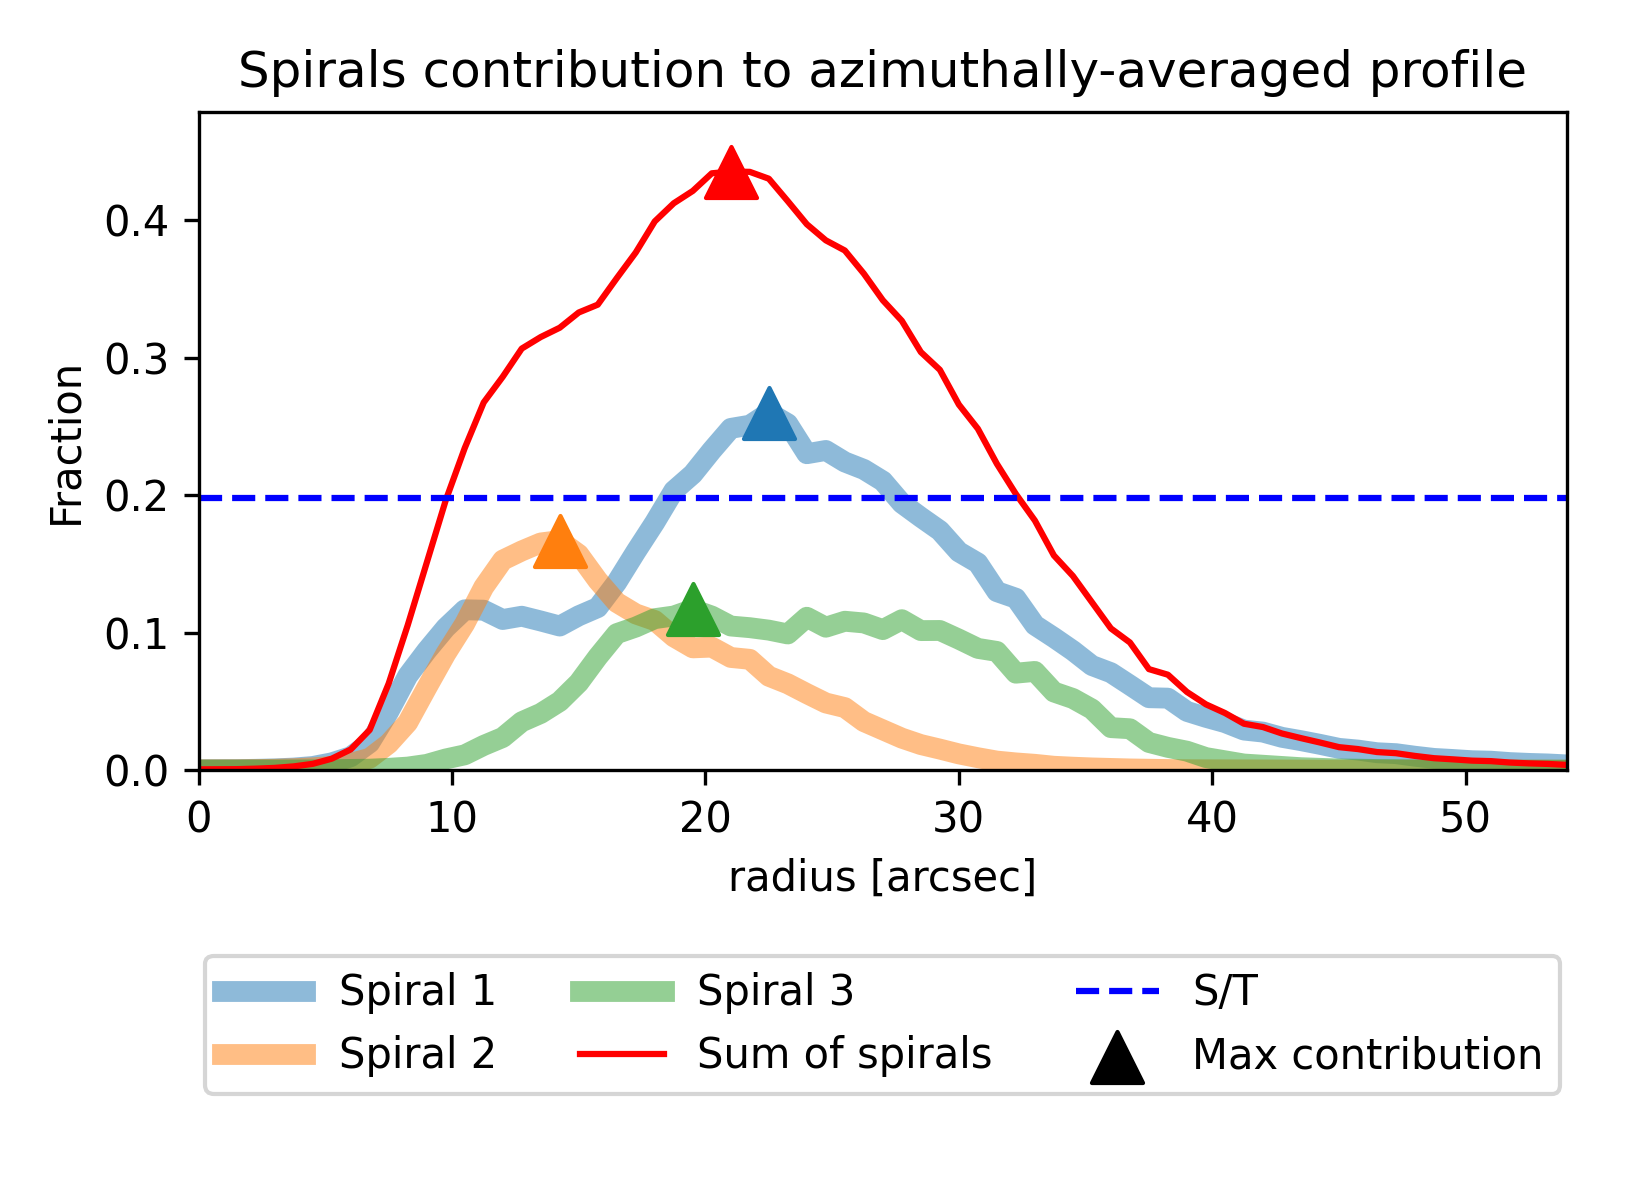 Spirals contribution to azimuthally-averaged profile
Fraction
0.4
0.3
0.2
0.1
0.0
0 10 20 30 40 50
radius [arcsec]
Spiral 1 Spiral 3 S/T
Spiral 2 Sum of spirals Max contribution